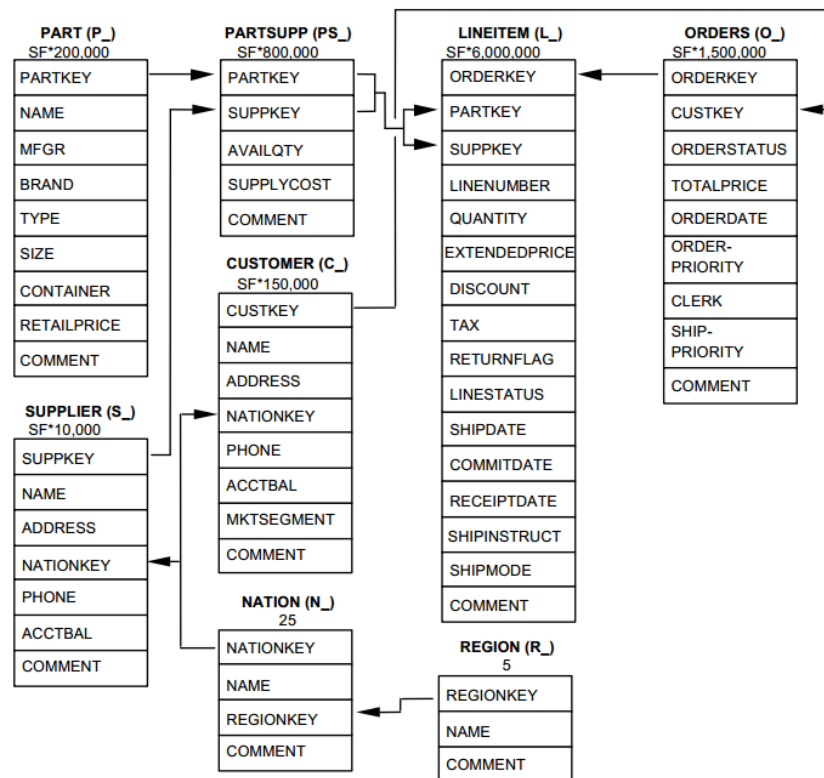 PART (P_)
SF*200,000
PARTKEY
NAME
MFGR
BRAND
TYPE
SIZE
CONTAINER
RETAILPRICE
COMMENT
SUPPLIER (S_)
SF*10,000
SUPPKEY
NAME
ADDRESS
NATIONKEY
PHONE
ACCTBAL
COMMENT
PARTSUPP (PS_)
SF*800,000
PARTKEY
SUPPKEY
AVAILQTY
SUPPLYCOST
COMMENT
CUSTOMER (C_)
SF*150,000
CUSTKEY
NAME
ADDRESS
NATIONKEY
PHONE
ACCTBAL
MKTSEGMENT
COMMENT
NATION (N_)
25
NATIONKEY
NAME
REGIONKEY
COMMENT
LINEITEM (L_)
SF*6,000,000
ORDERKEY
PARTKEY
SUPPKEY
LINENUMBER
QUANTITY
EXTENDEDPRICE
DISCOUNT
TAX
RETURNFLAG
LINESTATUS
SHIPDATE
COMMITDATE
RECEIPTDATE
SHIPINSTRUCT
SHIPMODE
COMMENT
REGION (R_)
5
REGIONKEY
NAME
COMMENT
ORDERS (O_)
SF*1,500,000
ORDERKEY
CUSTKEY
ORDERSTATUS
TOTALPRICE
ORDERDATE
ORDER-
PRIORITY
CLERK
SHIP-
PRIORITY
COMMENT